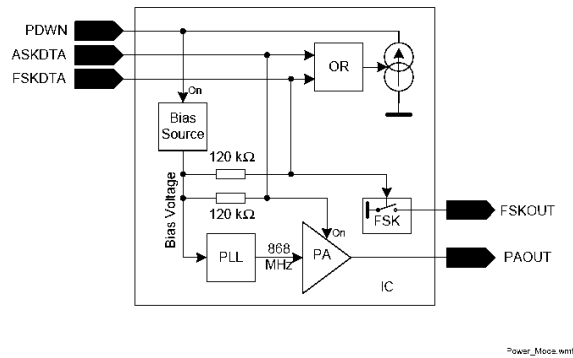 PDWN
ASKDTA
FSKDTA
OR
On
Bias
Source
120 kΩ
120 kΩ
Bias Voltage
FSK
FSKOUT
On
PLL
868
MHz
PA
PAOUT
IC
Power_Mode.wmf